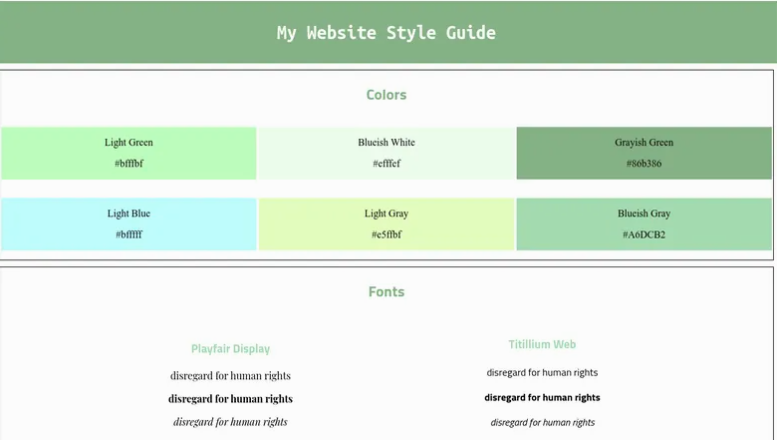 My Website Style Guide
Colors
Light Green
#bfffbf
Blueish White
#efffef
Grayish Green
#86b386
Light Blue
#bfffff
Light Gray
#e5ffbf
Blueish Gray
#A6DCB2
Fonts
Playfair Display
disregard for human rights
disregard for human rights
disregard for human rights
Titillium Web
disregard for human rights
disregard for human rights
disregard for human rights